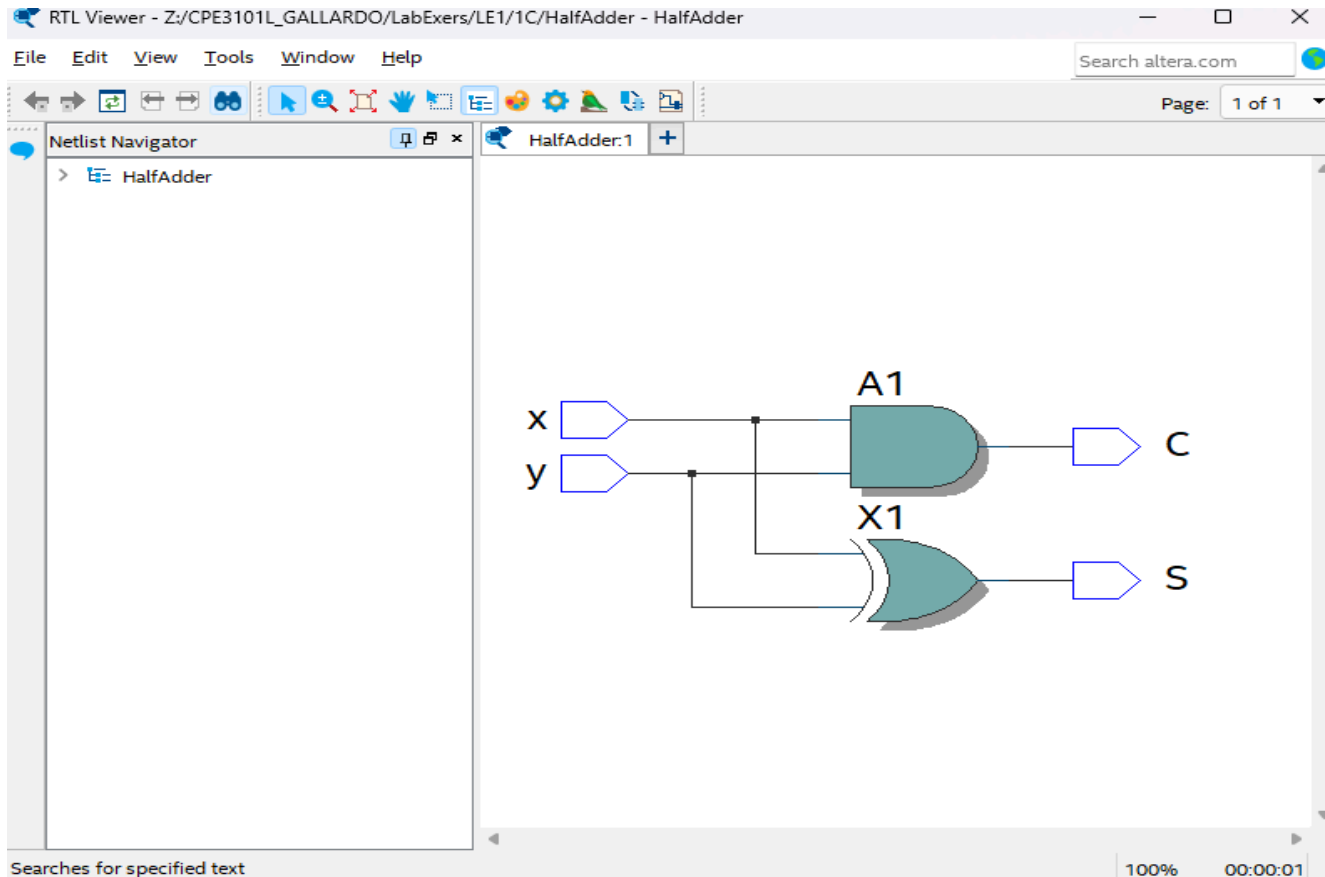 RTL Viewer - Z:/CPE3101L_GALLARDO/LabExers/LE1/1C/HalfAdder - HalfAdder
File Edit View Tools Window Help
Search altera.com
Page: 1 of 1
Netlist Navigator
HalfAdder:1
HalfAdder
A1
x
C
y
X1
S
Searches for specified text
100% 00:00:01